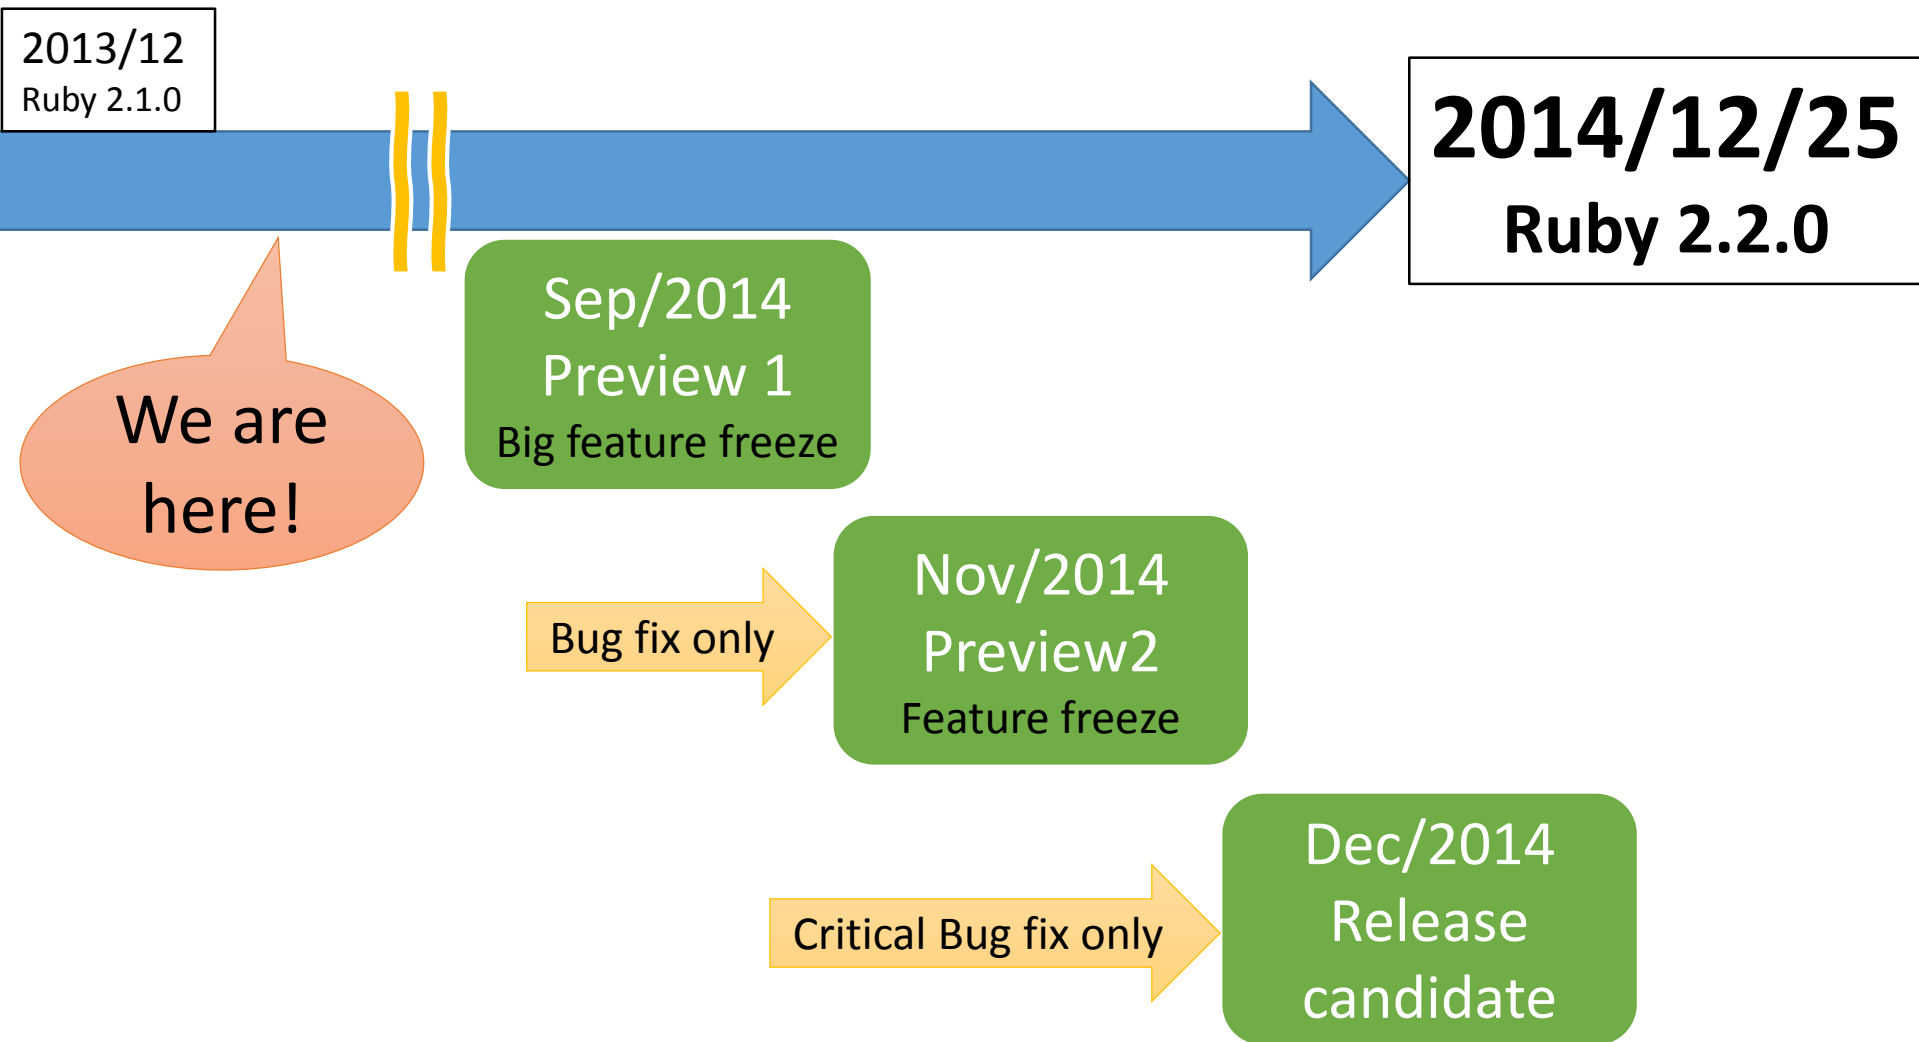 2013/12
Ruby 2.1.0
2014/12/25
Ruby 2.2.0
We are
here!
Sep/2014
Preview 1
Big feature freeze
Bug fix only
Nov/2014
Preview2
Feature freeze
Critical Bug fix only
Dec/2014
Release
candidate